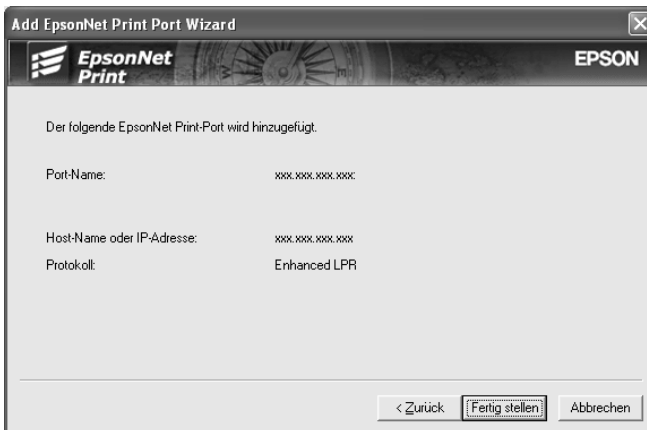 Add EpsonNet Print Port Wizard
EpsonNet
Print
EPSON
Der folgende EpsonNet Print-Port wird hinzugefügt.
Port-Name: xxx.xxx.xxx.xxx:
Host-Name oder IP-Adresse: xxx.xxx.xxx.xxx
Protokoll: Enhanced LPR
< Zurück Fertig stellen Abbrechen